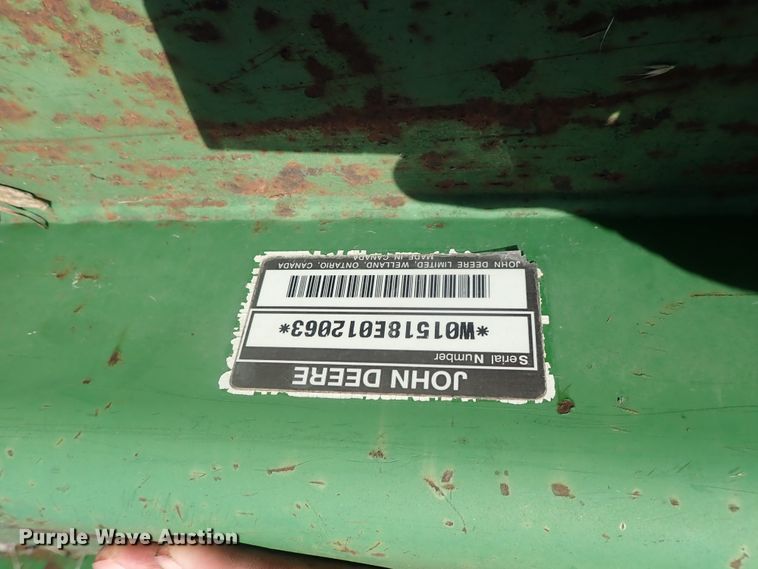 JOHN DEERE
Serial Number
*W01518E012063*
JOHN DEERE LIMITED, WELLAND, ONTARIO, CANADA
MADE IN CANADA
Purple Wave Auction